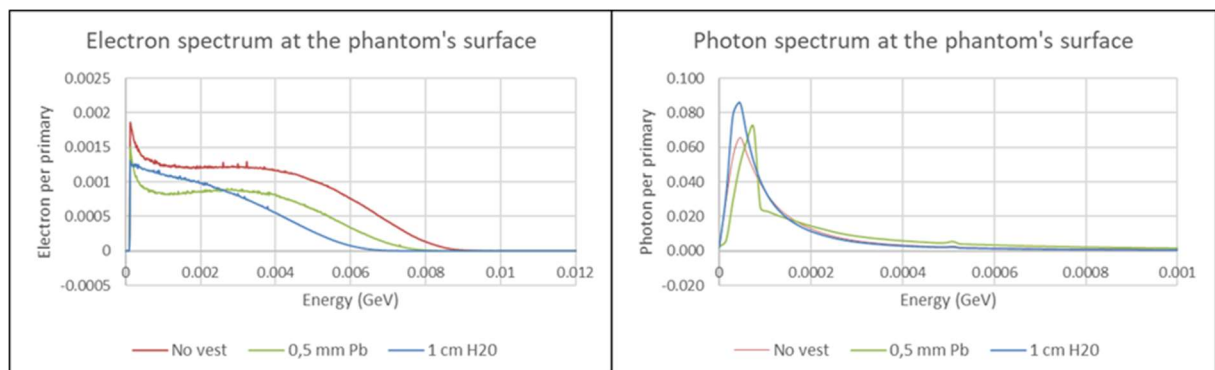 Electron spectrum at the phantom's surface
0.0025
0.002
0.0015
0.001
0.0005
0
-0.0005
Electron per primary
0 0.002 0.004 0.006 0.008 0.01 0.012
Energy (GeV)
No vest 0,5 mm Pb 1 cm H20
Photon spectrum at the phantom's surface
0.100
0.080
0.060
0.040
0.020
0.000
-0.020
Photon per primary
0 0.0002 0.0004 0.0006 0.0008 0.001
Energy (GeV)
No vest 0,5 mm Pb 1 cm H20